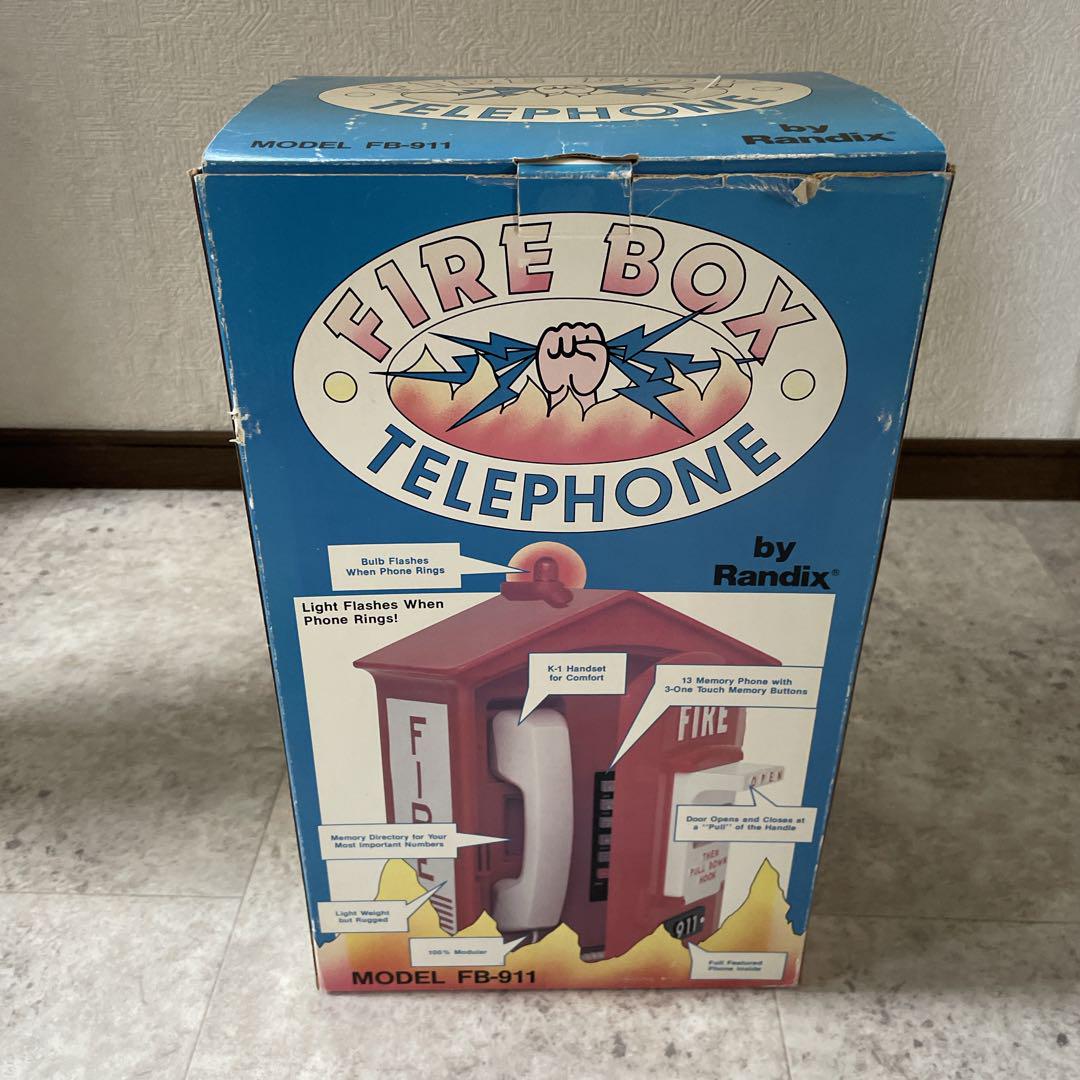 FIRE BOX
TELEPHONE
MODEL FB-911
by
Randix®
FIRE BOX
TELEPHONE
by
Randix®
Bulb Flashes
When Phone Rings
Light Flashes When
Phone Rings!
K-1 Handset
for Comfort
13 Memory Phone with
3-One Touch Memory Buttons
FIRE
FIRE
OPEN
Door Opens and Closes at
a "Pull" of the Handle
Memory Directory for Your
Most Important Numbers
THEN
PULL DOWN
HOOK
Light Weight
but Rugged
911
100% Modular
Full Featured
Phone Inside
MODEL FB-911